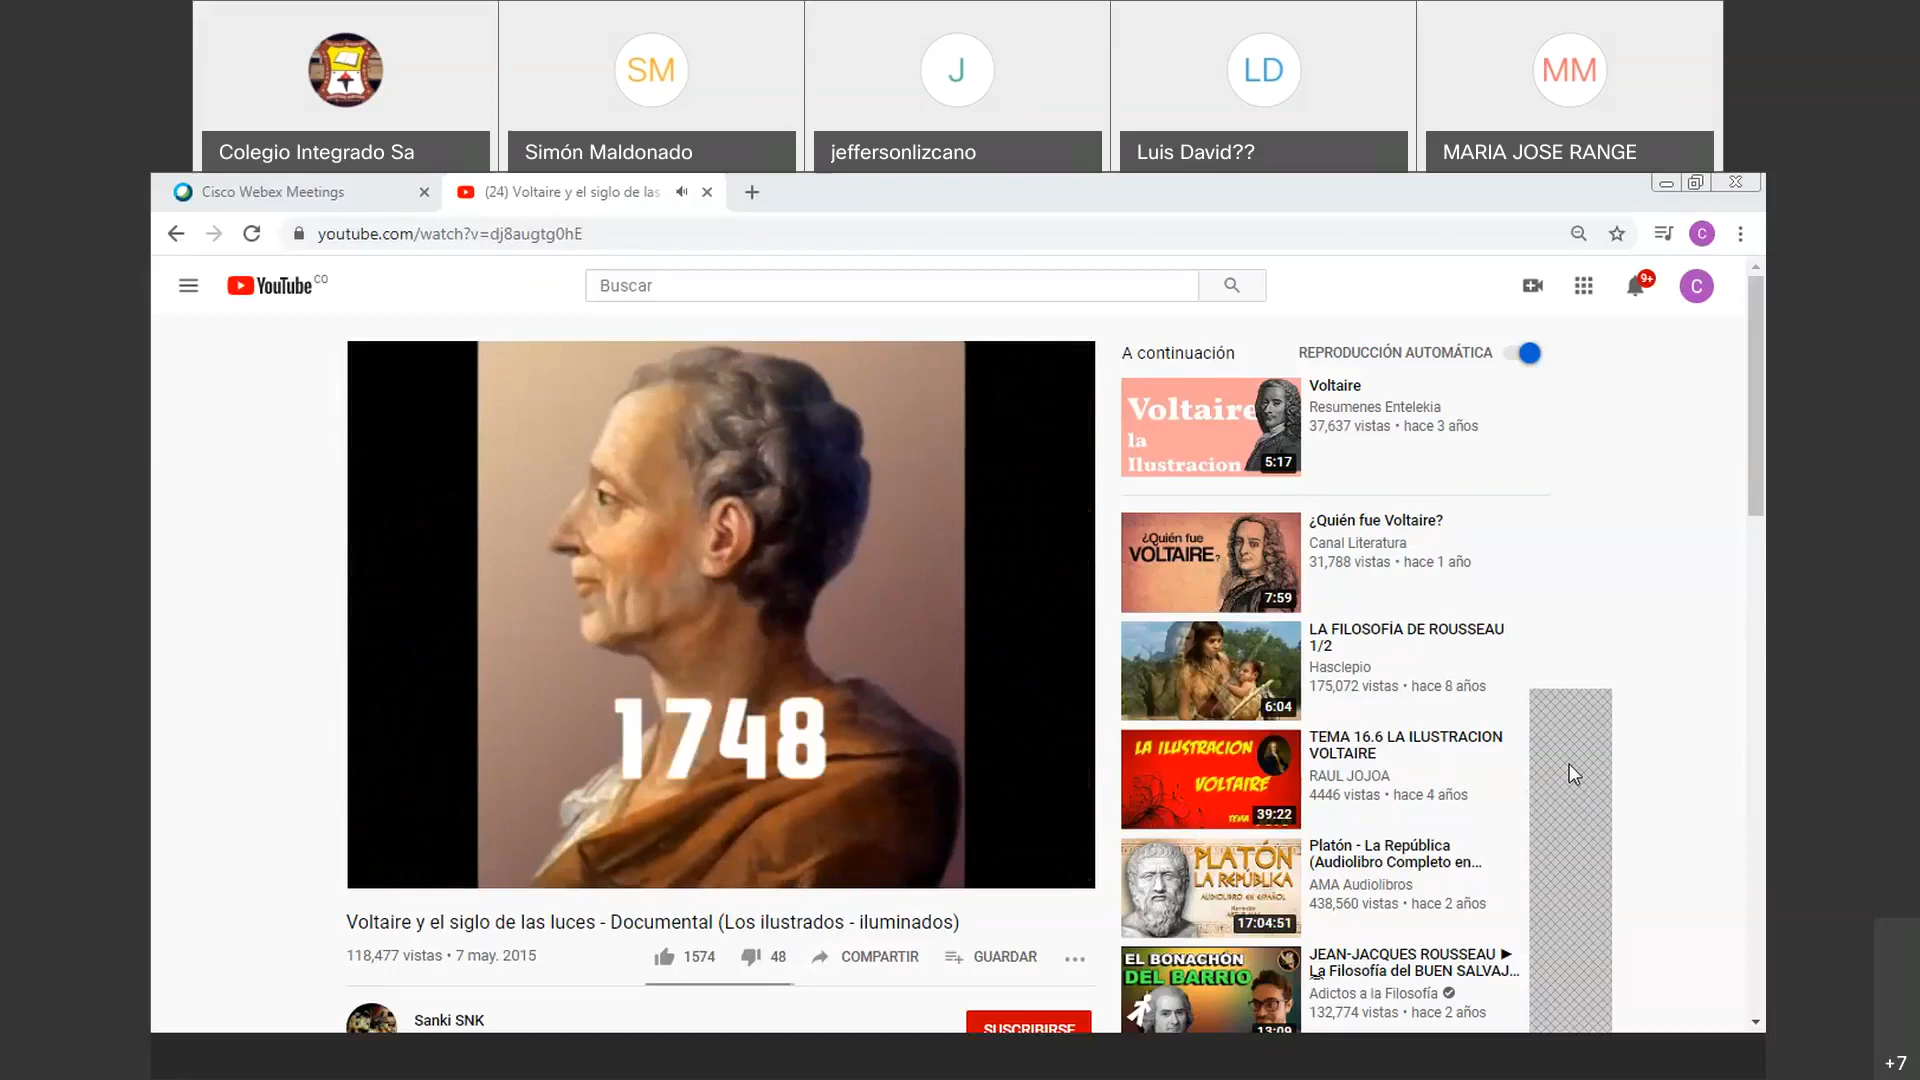 SM
J
LD
MM
Colegio Integrado Sa
Simón Maldonado
jeffersonlizcano
Luis David??
MARIA JOSE RANGE
Cisco Webex Meetings
(24) Voltaire y el siglo de las
youtube.com/watch?v=dj8augtg0hE
C
YouTube CO
Buscar
9+
C
1748
A continuación
REPRODUCCIÓN AUTOMÁTICA
Voltaire
la
Ilustracion
5:17
Voltaire
Resumenes Entelekia
37,637 vistas • hace 3 años
¿Quién fue
VOLTAIRE?
7:59
¿Quién fue Voltaire?
Canal Literatura
31,788 vistas • hace 1 año
6:04
LA FILOSOFÍA DE ROUSSEAU
1/2
Hasclepio
175,072 vistas • hace 8 años
LA ILUSTRACION
VOLTAIRE
TEMA
39:22
TEMA 16.6 LA ILUSTRACION
VOLTAIRE
RAUL JOJOA
4446 vistas • hace 4 años
PLATÓN
LA REPÚBLICA
AUDIOLIBRO EN ESPAÑOL
17:04:51
Platón - La República
(Audiolibro Completo en...
AMA Audiolibros
438,560 vistas • hace 2 años
EL BONACHÓN
DEL BARRIO
13:09
JEAN-JACQUES ROUSSEAU ►
La Filosofía del BUEN SALVAJ...
Adictos a la Filosofía
132,774 vistas • hace 2 años
Voltaire y el siglo de las luces - Documental (Los ilustrados - iluminados)
118,477 vistas • 7 may. 2015
1574
48
COMPARTIR
GUARDAR
Sanki SNK
SUSCRIBIRSE
+7